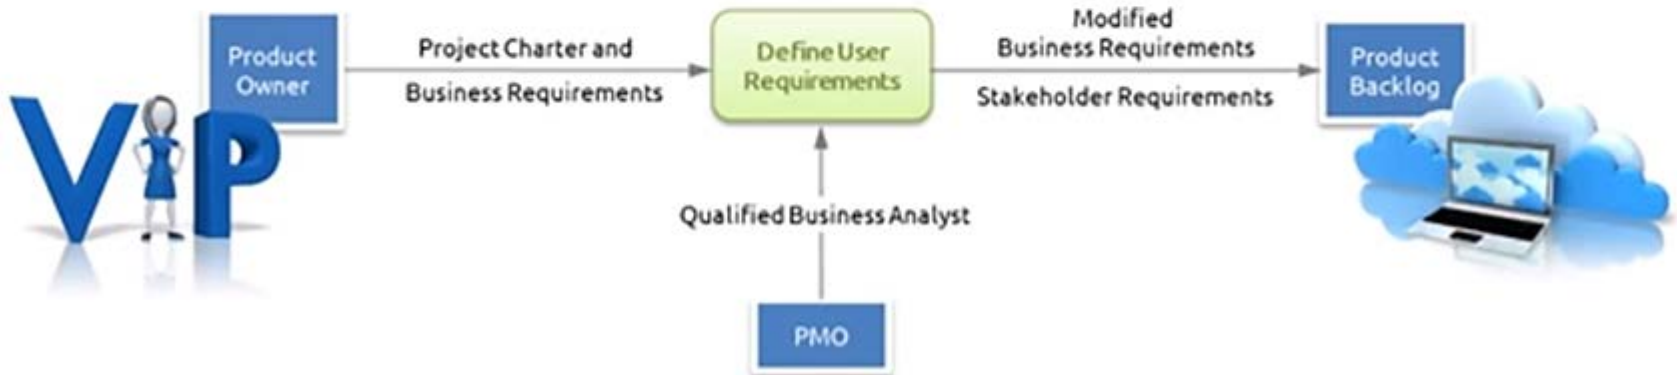 Product
Owner
VIP
Project Charter and
Business Requirements
Define User
Requirements
Modified
Business Requirements
Stakeholder Requirements
Product
Backlog
Qualified Business Analyst
PMO